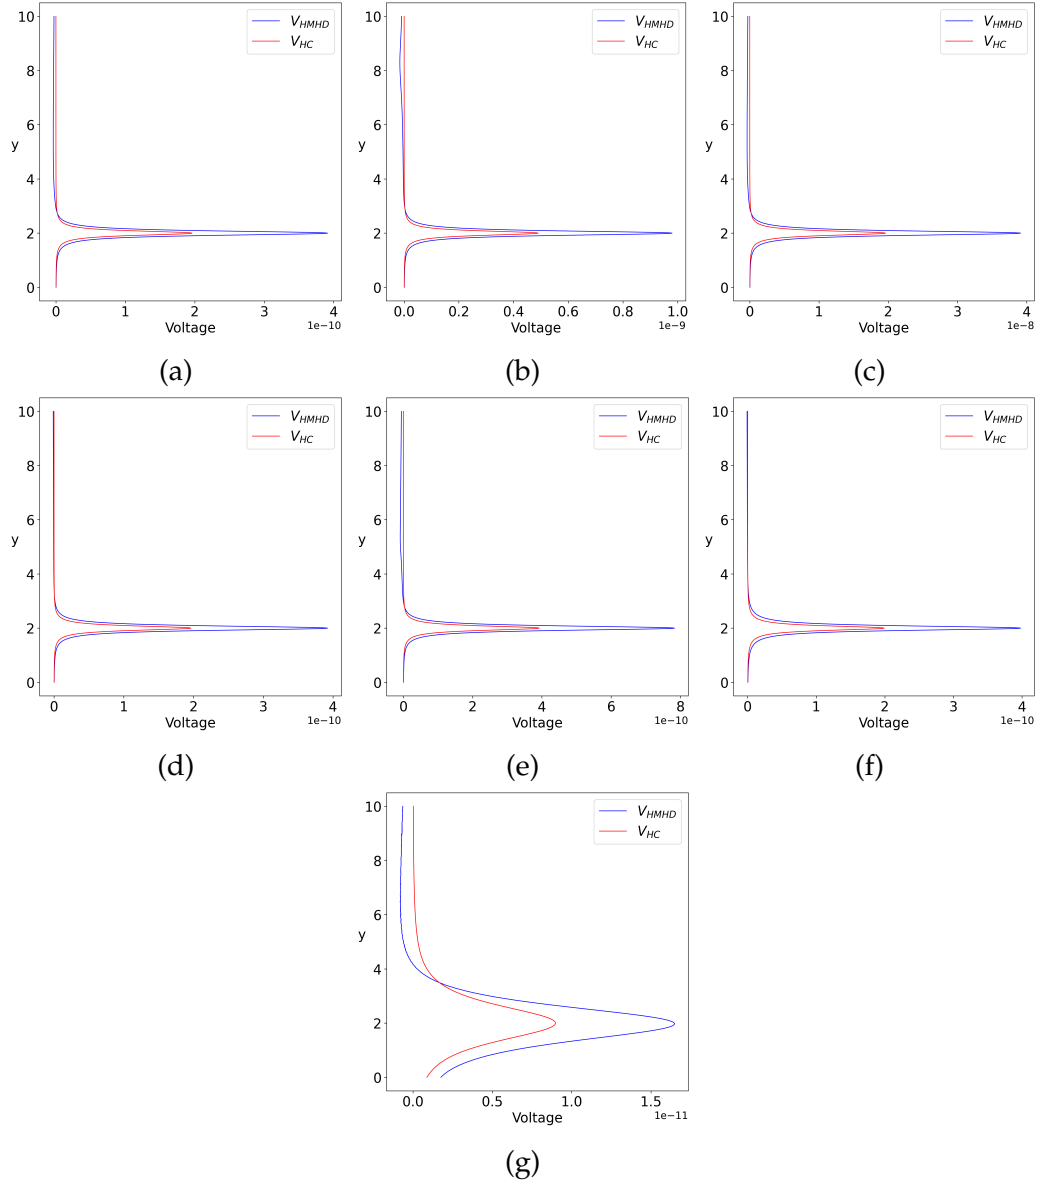 10
8
6
y
4
2
0
V_HMHD
V_HC
0 1 2 3 4
Voltage 1e−10
(a)
10
8
6
y
4
2
0
V_HMHD
V_HC
0.0 0.2 0.4 0.6 0.8 1.0
Voltage 1e−9
(b)
10
8
6
y
4
2
0
V_HMHD
V_HC
0 1 2 3 4
Voltage 1e−8
(c)
10
8
6
y
4
2
0
V_HMHD
V_HC
0 1 2 3 4
Voltage 1e−10
(d)
10
8
6
y
4
2
0
V_HMHD
V_HC
0 2 4 6 8
Voltage 1e−10
(e)
10
8
6
y
4
2
0
V_HMHD
V_HC
0 1 2 3 4
Voltage 1e−10
(f)
10
8
6
y
4
2
0
V_HMHD
V_HC
0.0 0.5 1.0 1.5
Voltage 1e−11
(g)